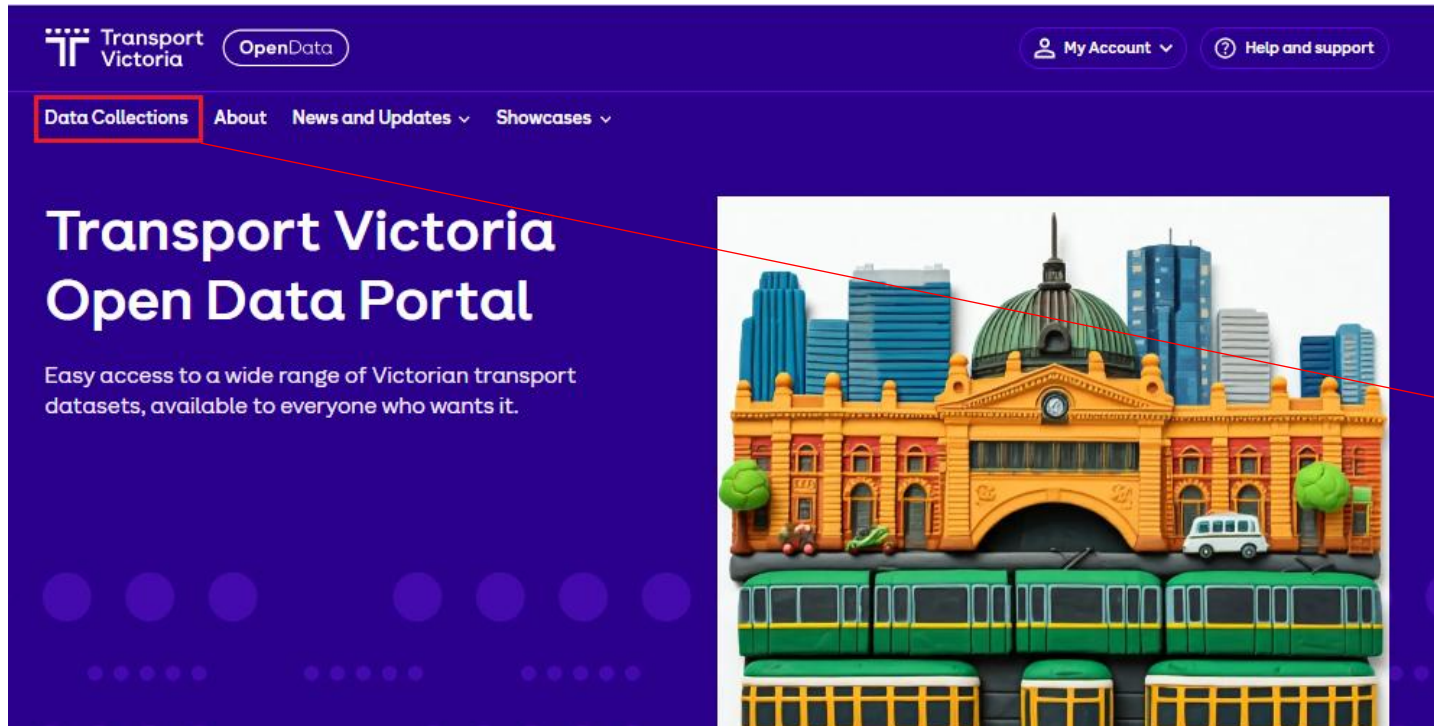 Transport
Victoria
OpenData
My Account
Help and support
Data Collections
About
News and Updates
Showcases
Transport Victoria
Open Data Portal
Easy access to a wide range of Victorian transport
datasets, available to everyone who wants it.